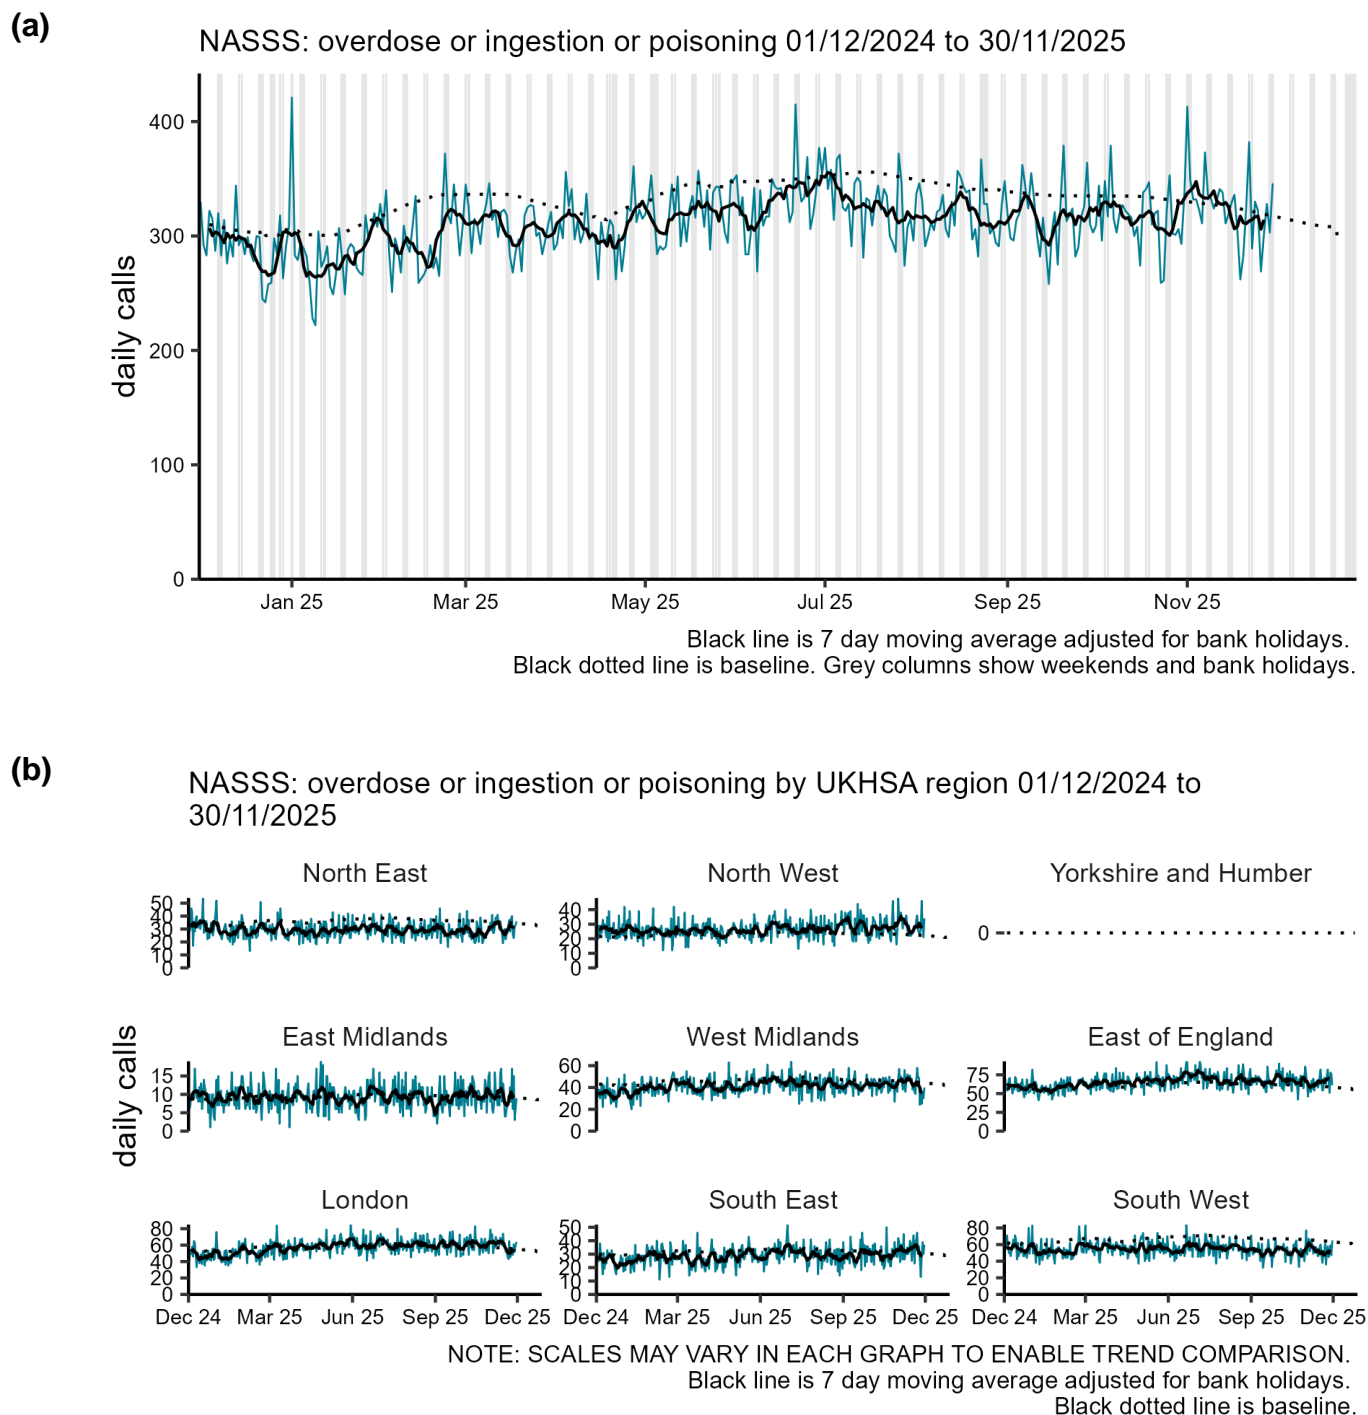 (a)
NASSS: overdose or ingestion or poisoning 01/12/2024 to 30/11/2025
daily calls
400
300
200
100
0
Jan 25 Mar 25 May 25 Jul 25 Sep 25 Nov 25
Black line is 7 day moving average adjusted for bank holidays.
Black dotted line is baseline. Grey columns show weekends and bank holidays.
(b)
NASSS: overdose or ingestion or poisoning by UKHSA region 01/12/2024 to
30/11/2025
daily calls
North East
50
40
30
20
10
0
North West
40
30
20
10
0
Yorkshire and Humber
0
East Midlands
15
10
5
0
West Midlands
60
40
20
0
East of England
75
50
25
0
London
80
60
40
20
0
Dec 24 Mar 25 Jun 25 Sep 25 Dec 25
South East
50
40
30
20
10
0
Dec 24 Mar 25 Jun 25 Sep 25 Dec 25
South West
80
60
40
20
0
Dec 24 Mar 25 Jun 25 Sep 25 Dec 25
NOTE: SCALES MAY VARY IN EACH GRAPH TO ENABLE TREND COMPARISON.
Black line is 7 day moving average adjusted for bank holidays.
Black dotted line is baseline.